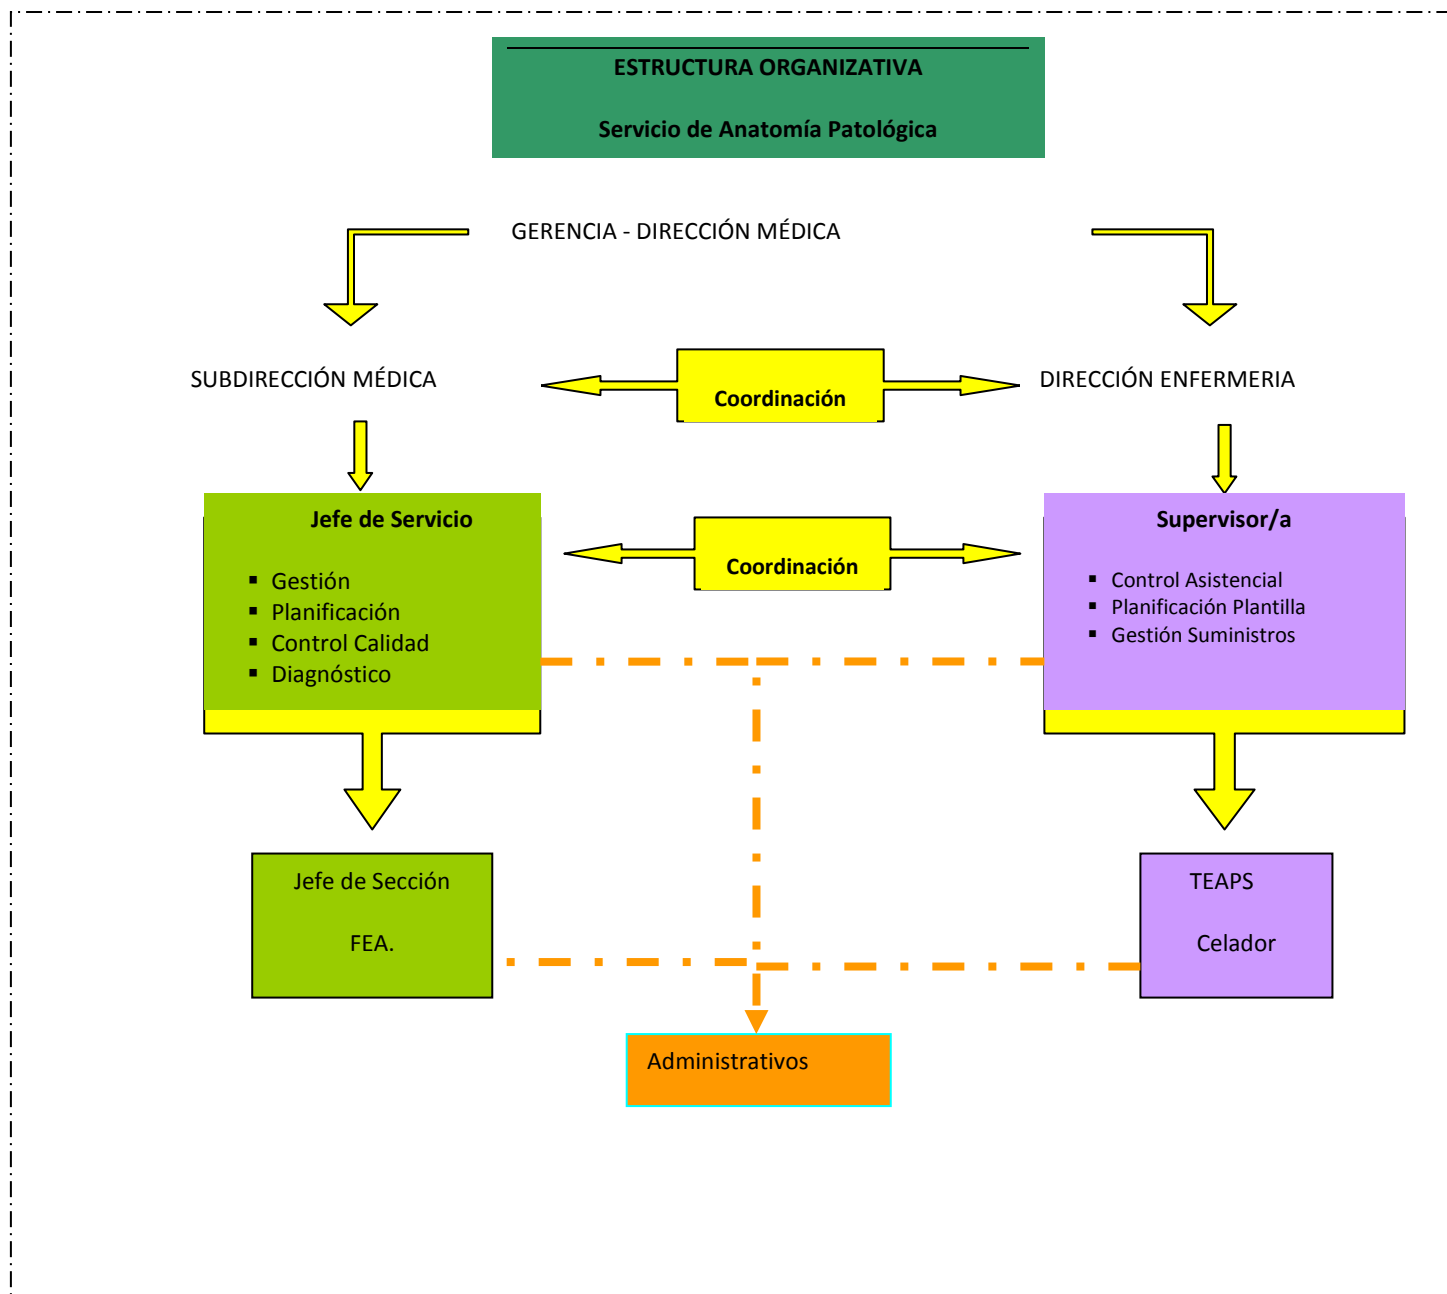 ESTRUCTURA ORGANIZATIVA
Servicio de Anatomía Patológica
GERENCIA - DIRECCIÓN MÉDICA
SUBDIRECCIÓN MÉDICA
Coordinación
DIRECCIÓN ENFERMERIA
Jefe de Servicio
▪ Gestión
▪ Planificación
▪ Control Calidad
▪ Diagnóstico
Coordinación
Supervisor/a
▪ Control Asistencial
▪ Planificación Plantilla
▪ Gestión Suministros
Jefe de Sección
FEA.
TEAPS
Celador
Administrativos